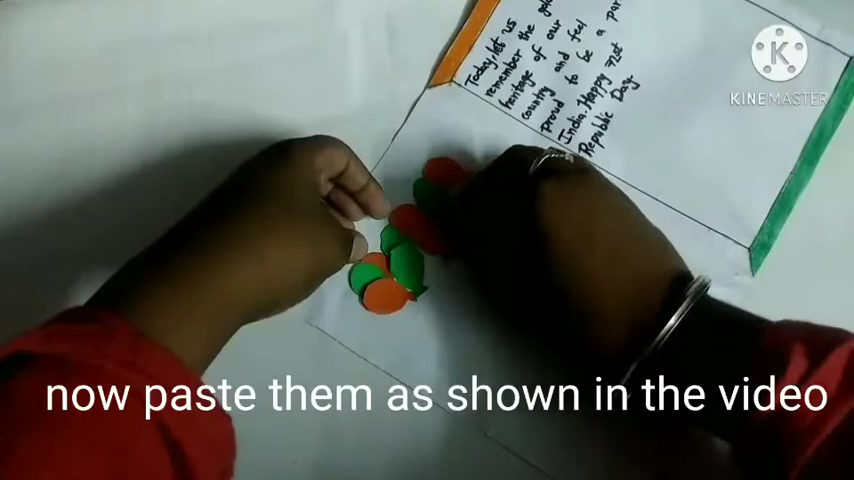 Today, let us
remember the
heritage of our
country and feel
proud to be a
India. Happy
Republic Day
KINEMASTER
now paste them as shown in the video